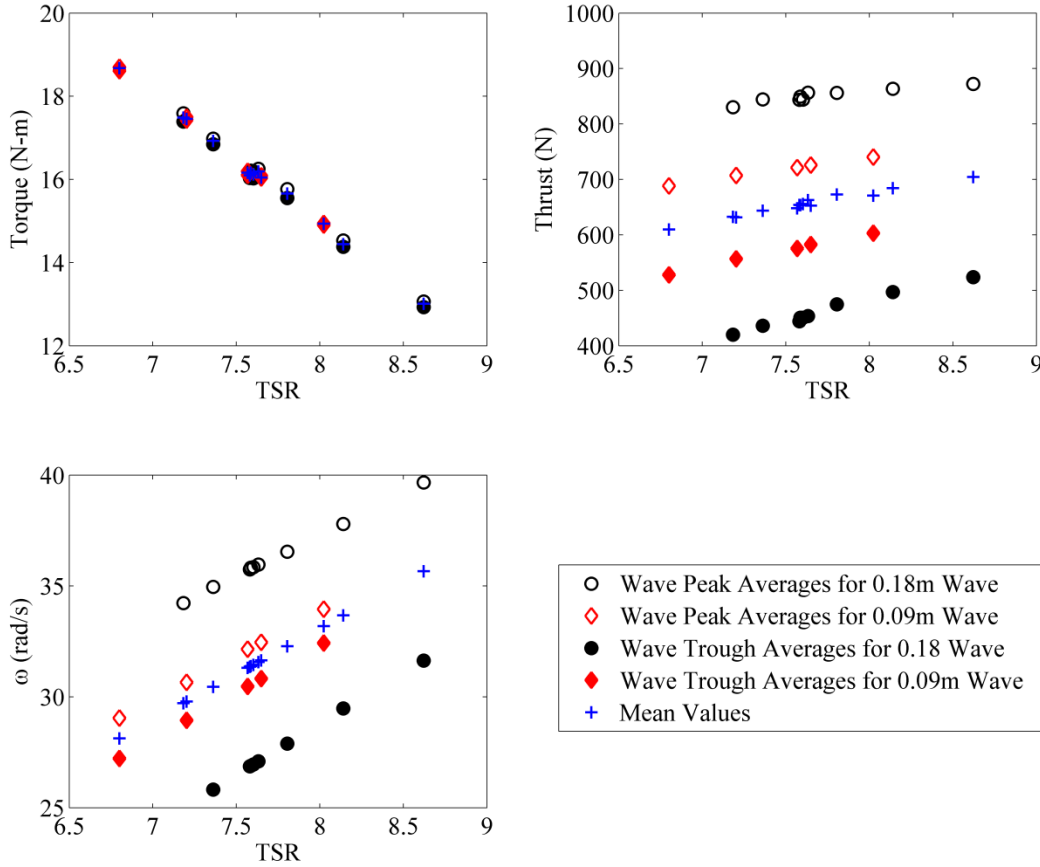 20
18
16
14
12
Torque (N-m)
6.5 7 7.5 8 8.5 9
TSR
1000
900
800
700
600
500
400
Thrust (N)
6.5 7 7.5 8 8.5 9
TSR
40
35
30
25
ω (rad/s)
6.5 7 7.5 8 8.5 9
TSR
Wave Peak Averages for 0.18m Wave
Wave Peak Averages for 0.09m Wave
Wave Trough Averages for 0.18 Wave
Wave Trough Averages for 0.09m Wave
Mean Values